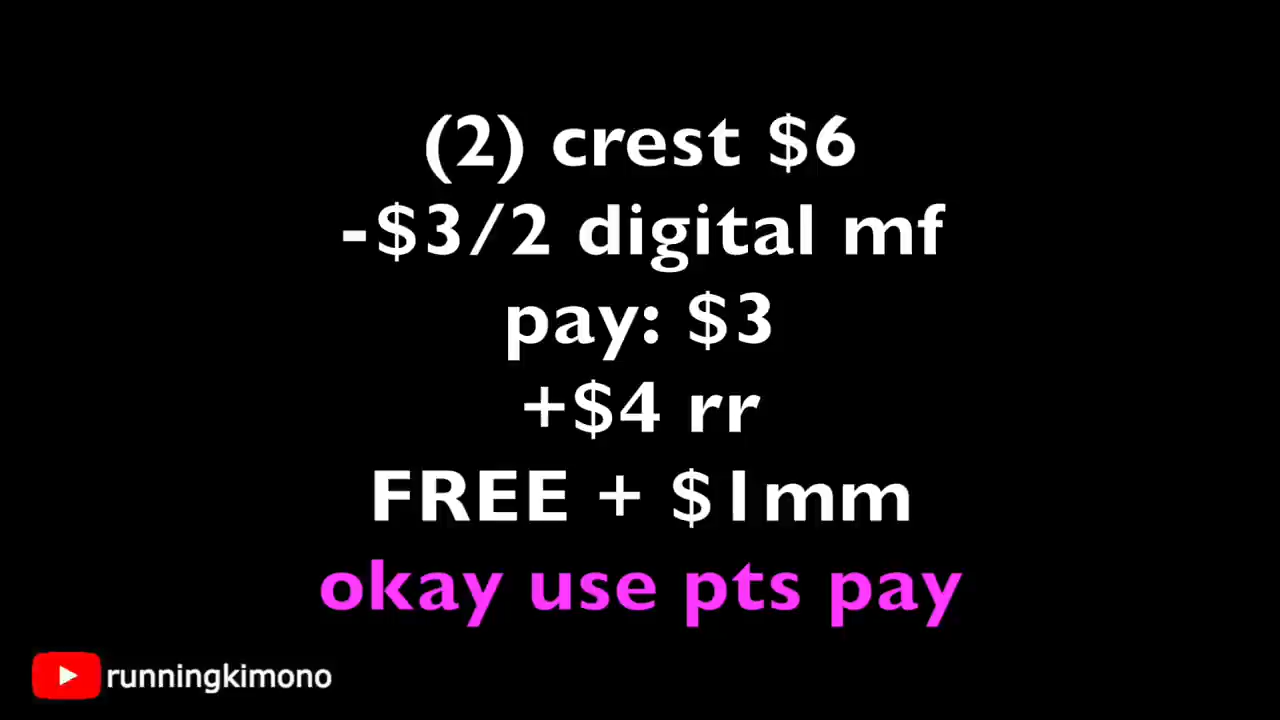 (2) crest $6
-$3/2 digital mf
pay: $3
+$4 rr
FREE + $1mm
okay use pts pay
runningkimono